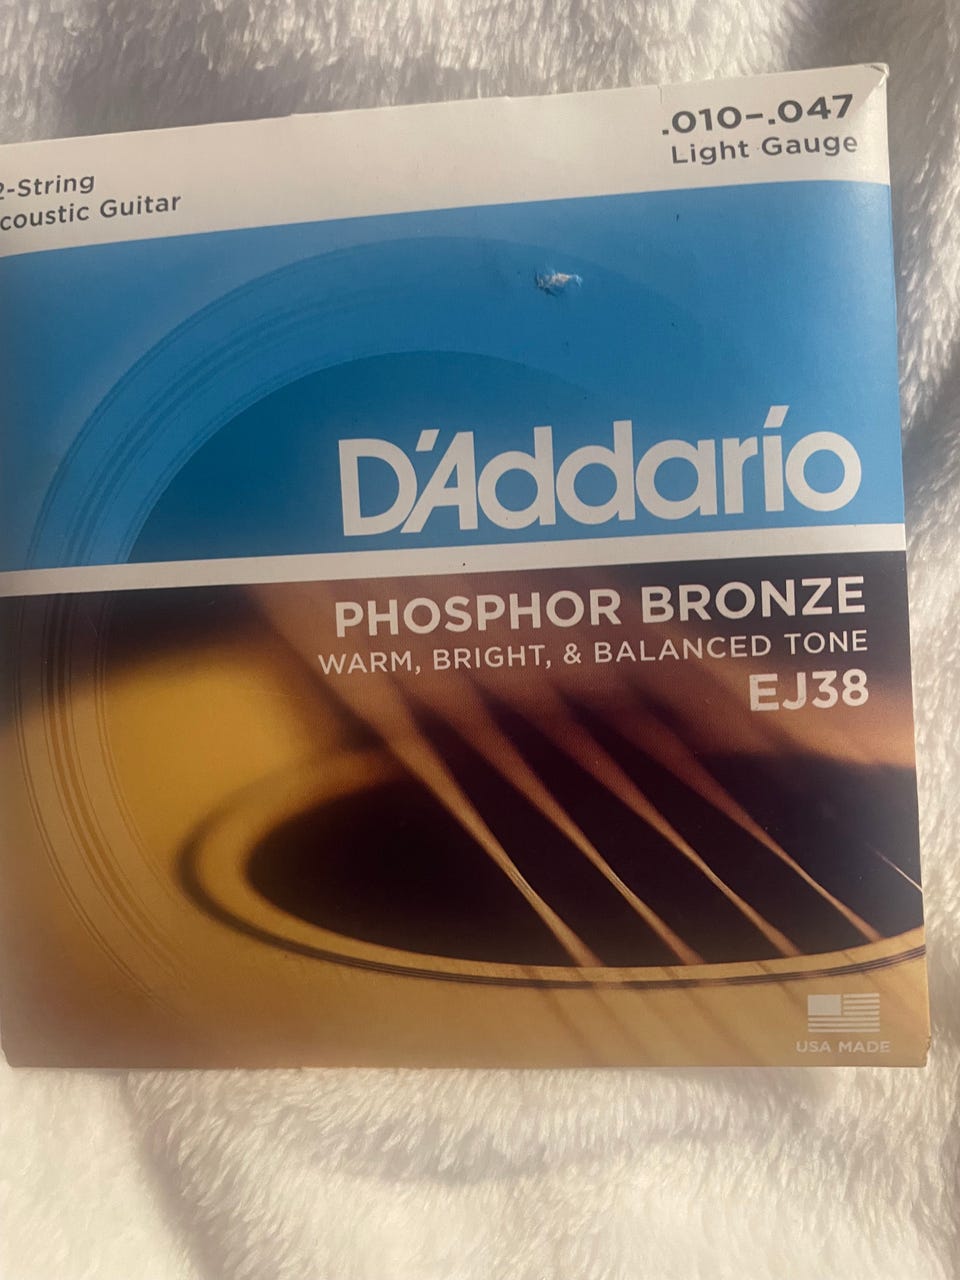 .010–.047
Light Gauge
2-String
coustic Guitar
D'Addario
PHOSPHOR BRONZE
WARM, BRIGHT, & BALANCED TONE
EJ38
USA MADE